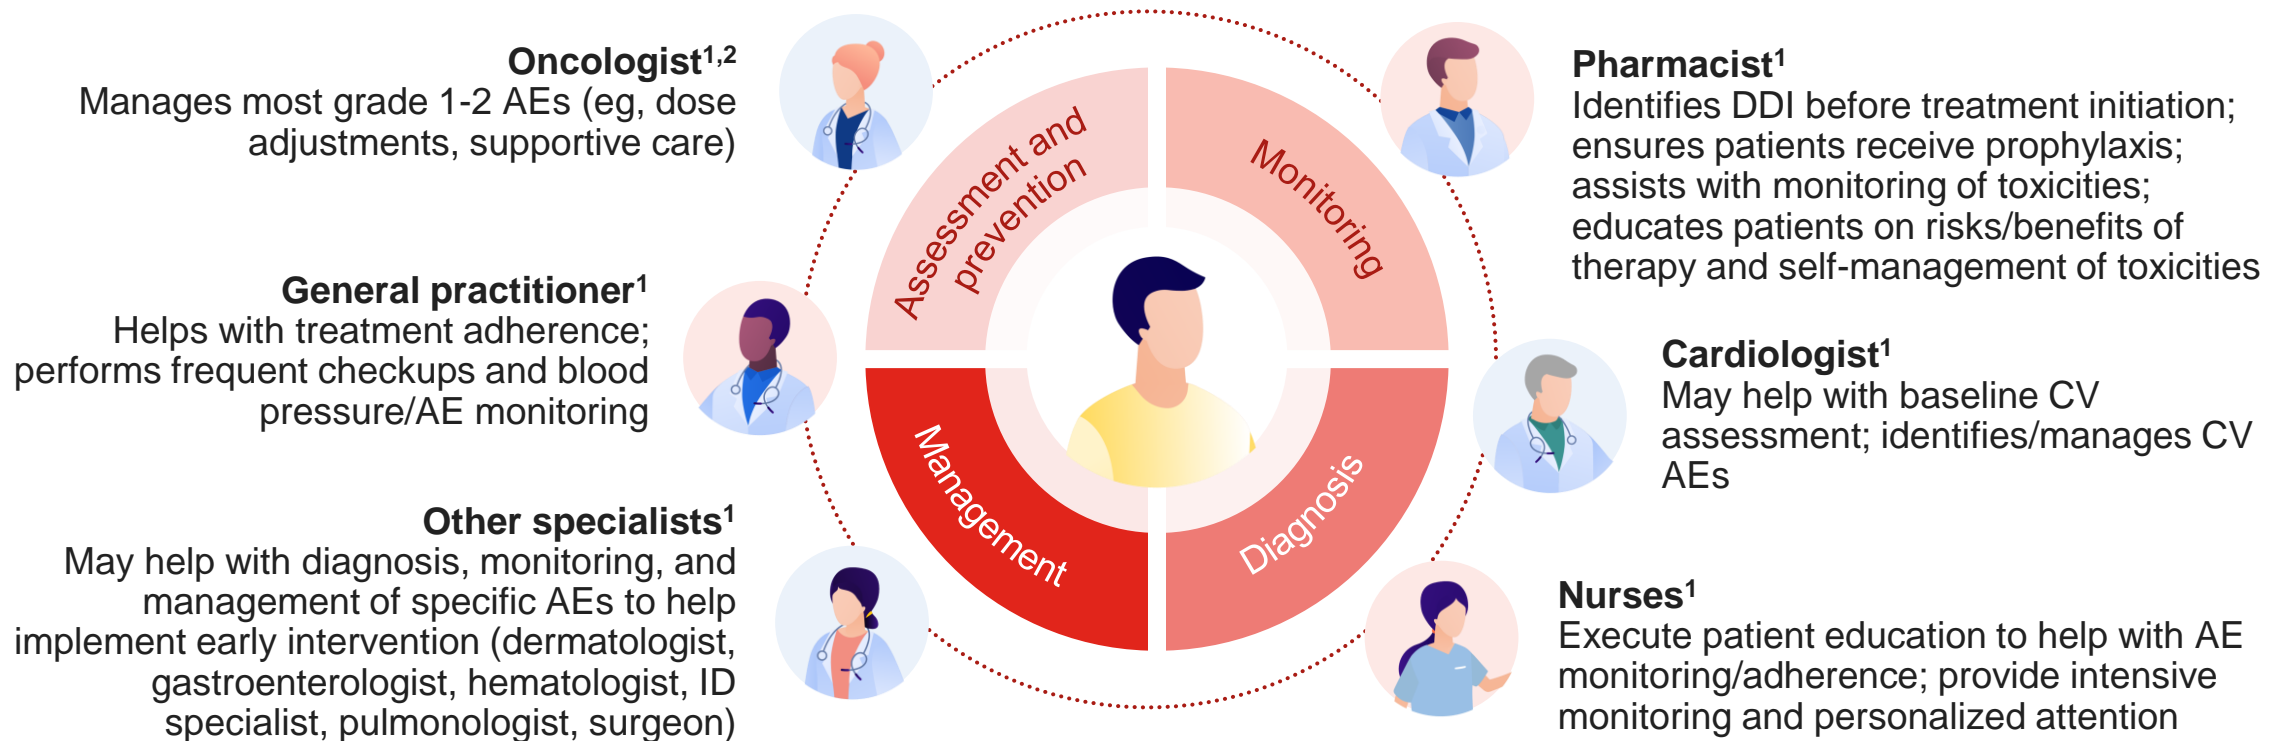 Oncologist1,2
Manages most grade 1-2 AEs (eg, dose
adjustments, supportive care)
General practitioner1
Helps with treatment adherence;
performs frequent checkups and blood
pressure/AE monitoring
Other specialists1
May help with diagnosis, monitoring, and
management of specific AEs to help
implement early intervention (dermatologist,
gastroenterologist, hematologist, ID
specialist, pulmonologist, surgeon)
Assessment and
prevention
Monitoring
Management
Diagnosis
Pharmacist1
Identifies DDI before treatment initiation;
ensures patients receive prophylaxis;
assists with monitoring of toxicities;
educates patients on risks/benefits of
therapy and self-management of toxicities
Cardiologist1
May help with baseline CV
assessment; identifies/manages CV
AEs
Nurses1
Execute patient education to help with AE
monitoring/adherence; provide intensive
monitoring and personalized attention